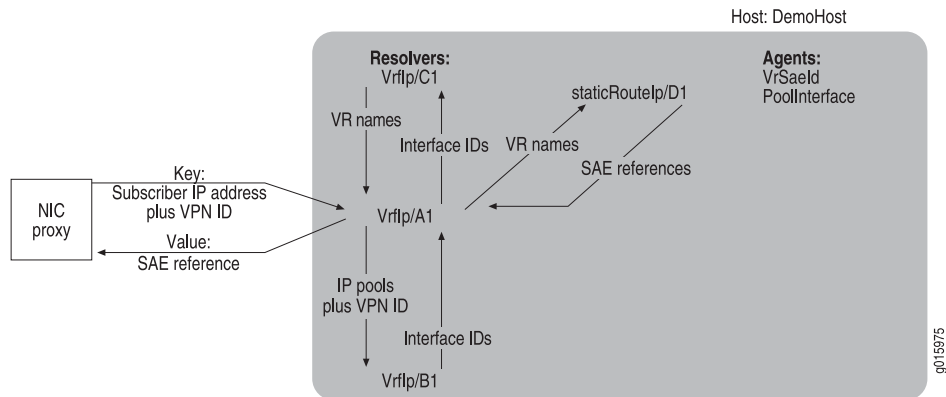 Host: DemoHost
Resolvers:
VrfIp/C1
Agents:
VrSaeId
PoolInterface
staticRouteIp/D1
VR names
Interface IDs
VR names
SAE references
Key:
Subscriber IP address
plus VPN ID
NIC
proxy
VrfIp/A1
Value:
SAE reference
IP pools
plus VPN ID
Interface IDs
VrfIp/B1
g015975